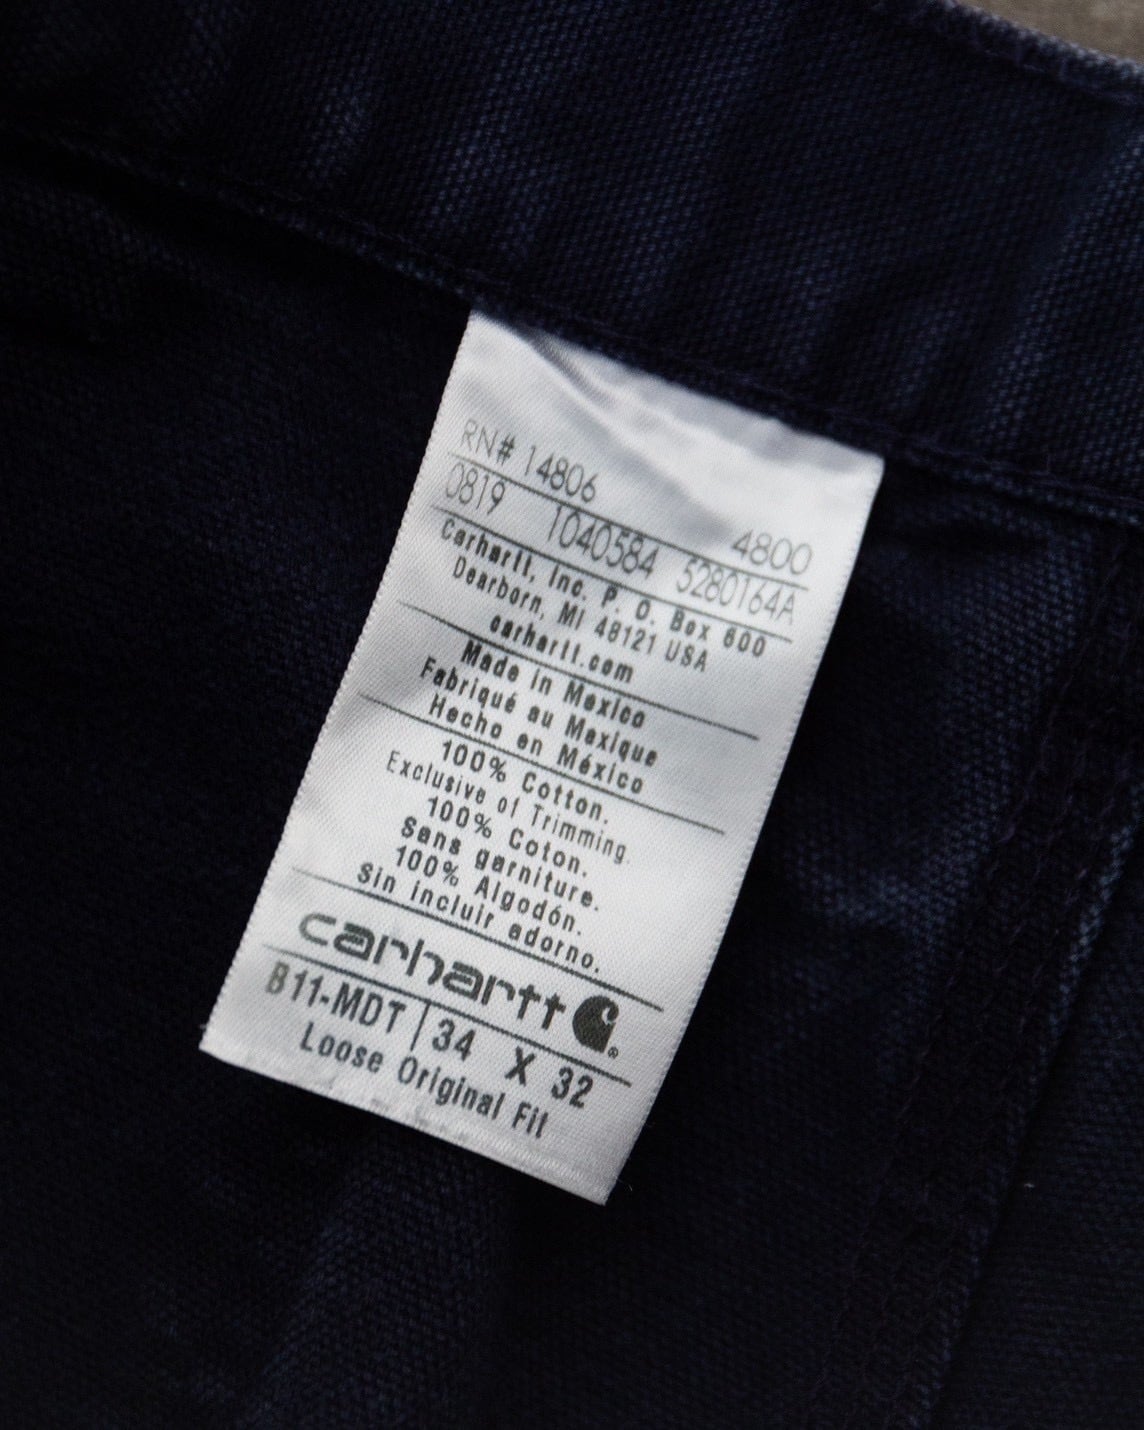 RN# 14806 4800
0819 1040584 5280164A
Carhartt, Inc. P. O. Box 600
Dearborn, MI 48121 USA
carhartt.com
Made in Mexico
Fabriqué au Mexique
Hecho en México
100% Cotton.
Exclusive of Trimming.
100% Coton.
Sans garniture.
100% Algodón.
Sin incluir adorno.
carhartt ®
B11-MDT | 34 X 32
Loose Original Fit